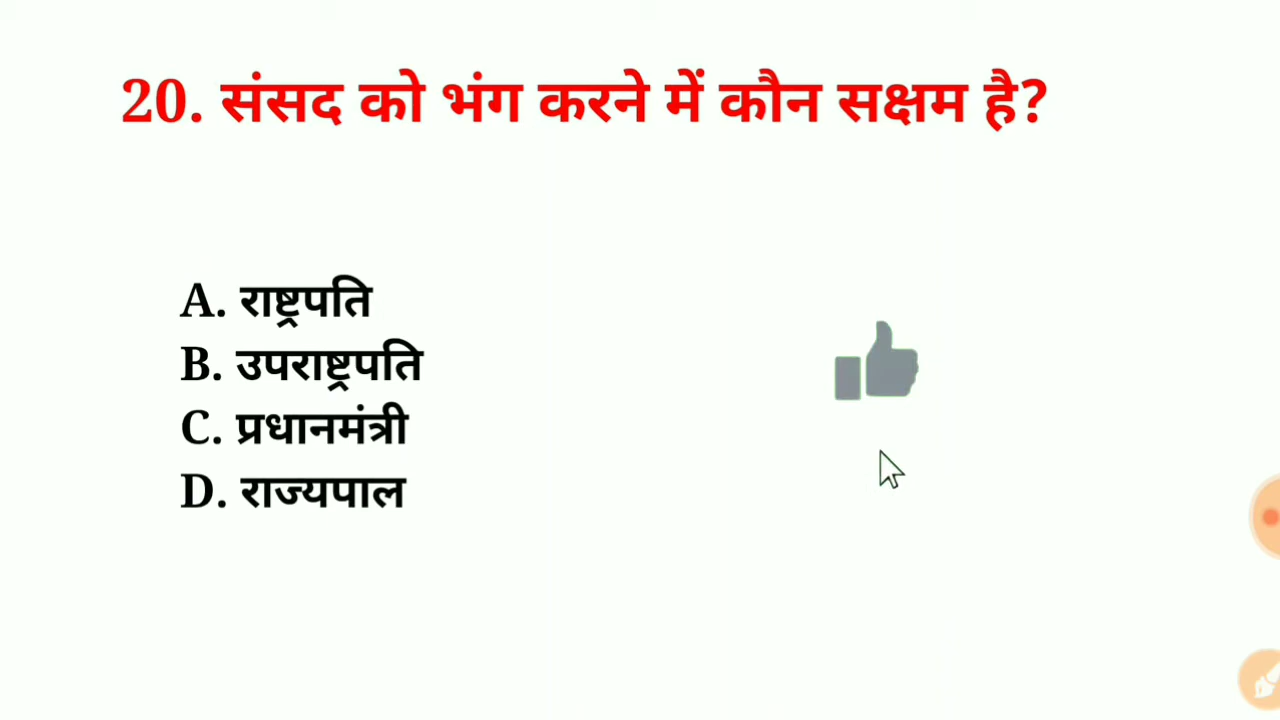 20. संसद को भंग करने में कौन सक्षम है?
A. राष्ट्रपति
B. उपराष्ट्रपति
C. प्रधानमंत्री
D. राज्यपाल